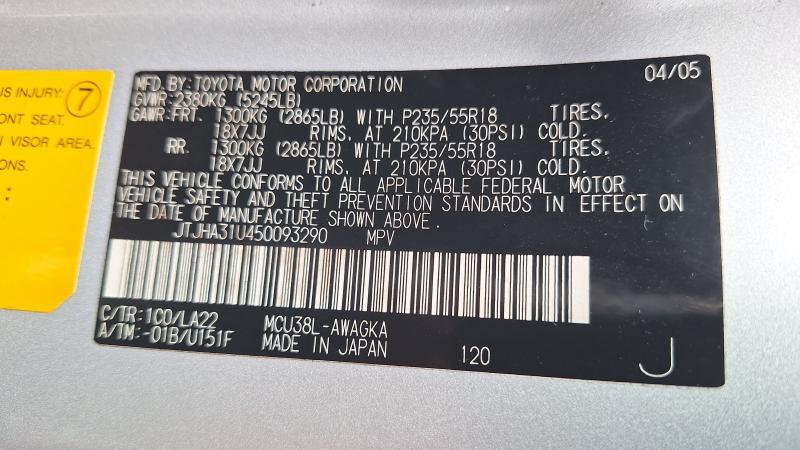 US INJURY: 7
ONT SEAT.
N VISOR AREA.
ONS.
:
04/05
MFD. BY: TOYOTA MOTOR CORPORATION
GVWR: 2380KG (5245LB)
GAWR: FRT. 1300KG (2865LB) WITH P235/55R18 TIRES.
18X7JJ RIMS. AT 210KPA (30PSI) COLD.
RR. 1300KG (2865LB) WITH P235/55R18 TIRES.
18X7JJ RIMS. AT 210KPA (30PSI) COLD.
THIS VEHICLE CONFORMS TO ALL APPLICABLE FEDERAL MOTOR
VEHICLE SAFETY AND THEFT PREVENTION STANDARDS IN EFFECT ON
THE DATE OF MANUFACTURE SHOWN ABOVE.
JTJHA31U450093290 MPV
C/TR: 1C0/LA22 MCU38L-AWAGKA
A/TM: -01B/U151F MADE IN JAPAN 120 J